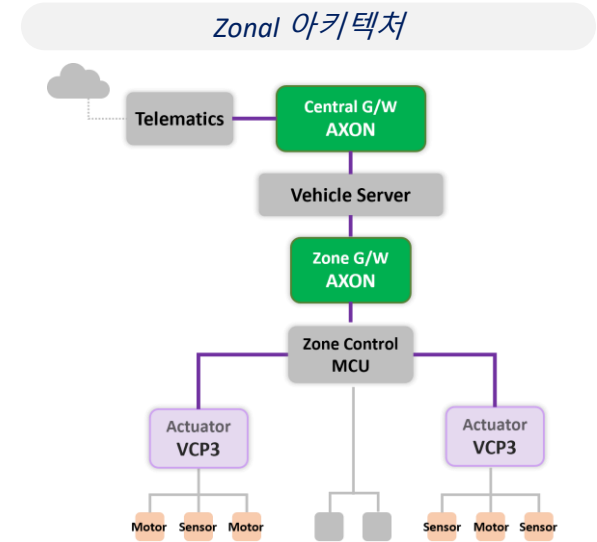 Zonal 아키텍처
Central G/W
AXON
Telematics
Vehicle Server
Zone G/W
AXON
Zone Control
MCU
Actuator
VCP3
Actuator
VCP3
Motor Sensor Motor
Sensor Motor Sensor